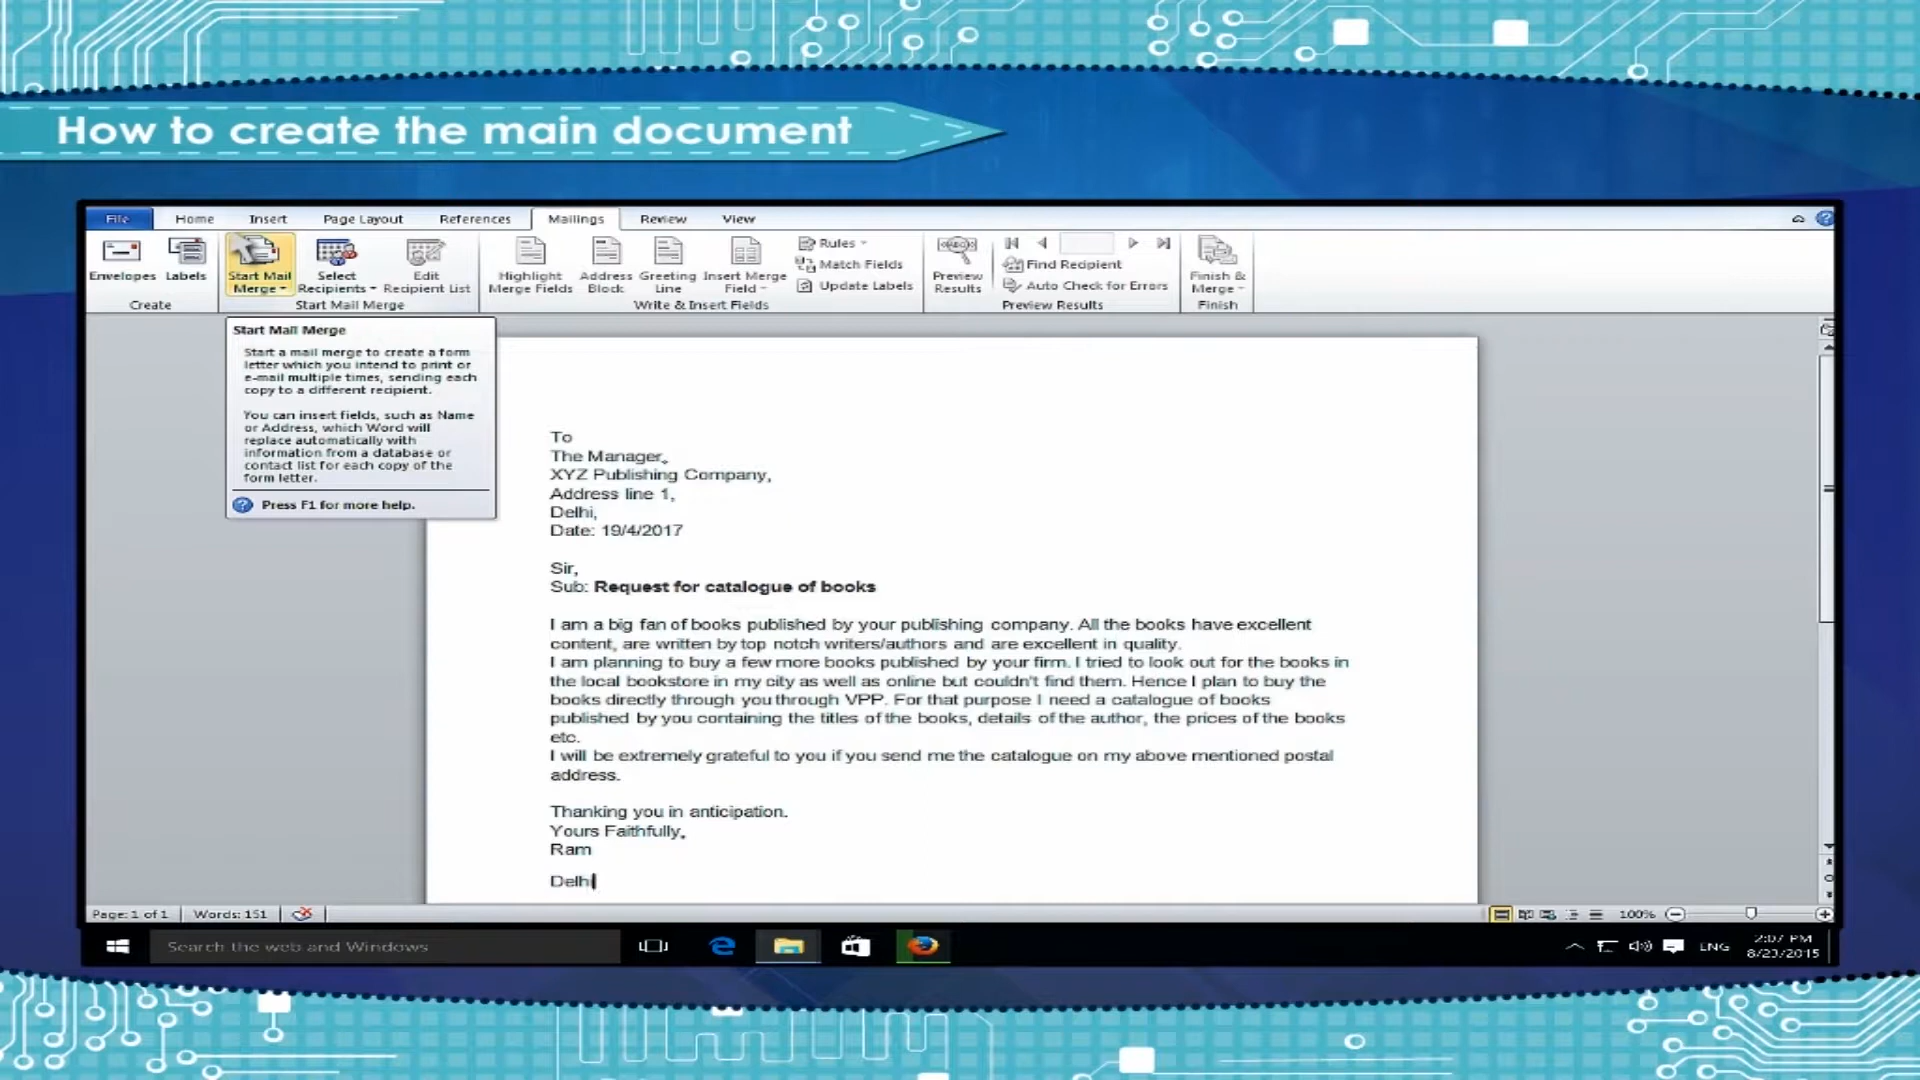 How to create the main document
File Home Insert Page Layout References Mailings Review View
Envelopes Labels
Create
Start Mail Merge
Select Recipients
Edit Recipient List
Start Mail Merge
Highlight Merge Fields
Address Block
Greeting Line
Insert Merge Field
Rules
Match Fields
Update Labels
Write & Insert Fields
ABC
Preview Results
Find Recipient
Auto Check for Errors
Preview Results
Finish & Merge
Finish
Start Mail Merge
Start a mail merge to create a form
letter which you intend to print or
e-mail multiple times, sending each
copy to a different recipient.
You can insert fields, such as Name
or Address, which Word will
replace automatically with
information from a database or
contact list for each copy of the
form letter.
Press F1 for more help.
To
The Manager,
XYZ Publishing Company,
Address line 1,
Delhi,
Date: 19/4/2017
Sir,
Sub: Request for catalogue of books
I am a big fan of books published by your publishing company. All the books have excellent
content, are written by top notch writers/authors and are excellent in quality.
I am planning to buy a few more books published by your firm. I tried to look out for the books in
the local bookstore in my city as well as online but couldn't find them. Hence I plan to buy the
books directly through you through VPP. For that purpose I need a catalogue of books
published by you containing the titles of the books, details of the author, the prices of the books
etc.
I will be extremely grateful to you if you send me the catalogue on my above mentioned postal
address.
Thanking you in anticipation.
Yours Faithfully,
Ram
Delhi
Page: 1 of 1 Words: 151 100%
Search the web and Windows
ENG
2:07 PM
8/23/2015